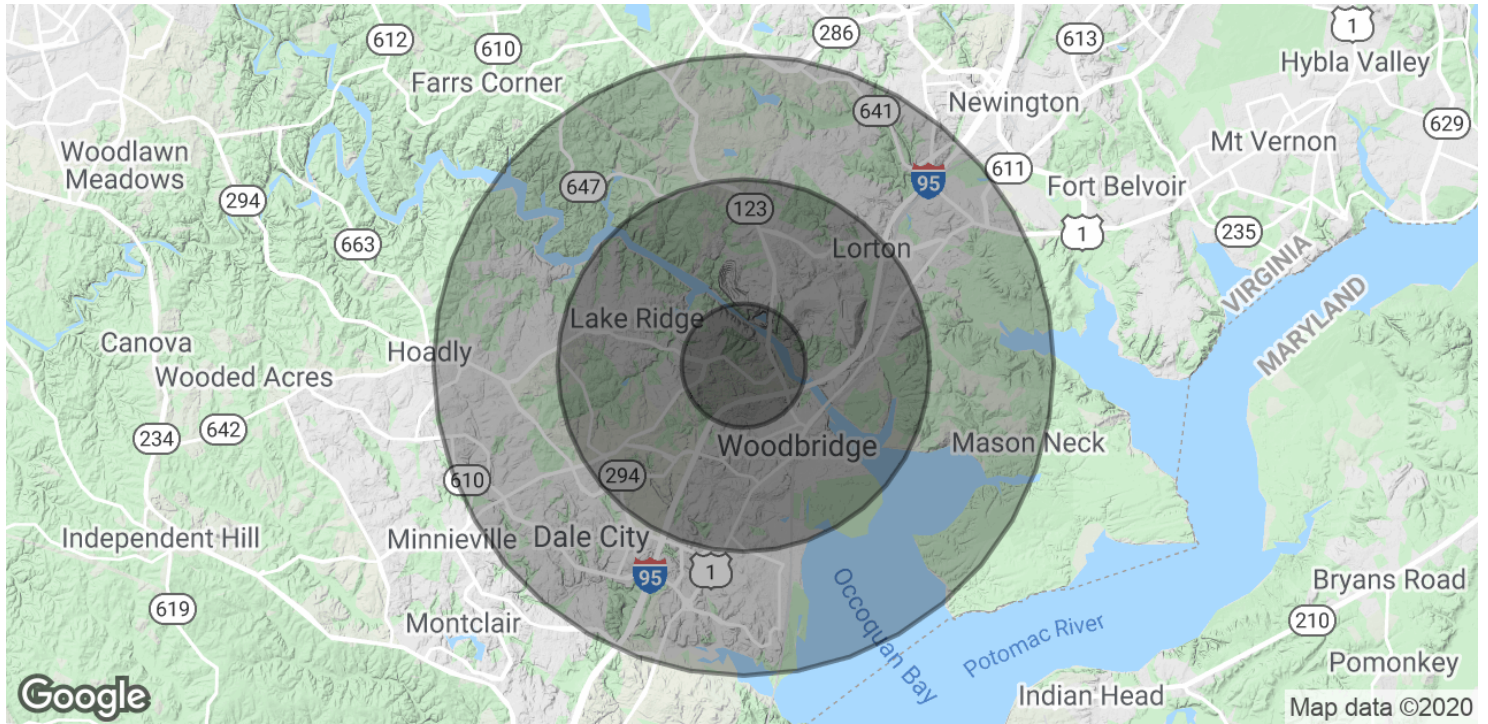 612
610
286
613
1
Hybla Valley
Farrs Corner
641
Newington
629
Woodlawn
Meadows
Mt Vernon
611
95
Fort Belvoir
647
294
123
1
235
663
Lorton
VIRGINIA
MARYLAND
Lake Ridge
Canova
Hoadly
Wooded Acres
234
642
Woodbridge
Mason Neck
610
294
Independent Hill
Minnieville
Dale City
95
1
Bryans Road
619
Montclair
Occoquan Bay
Potomac River
210
Pomonkey
Indian Head
Google
Map data ©2020